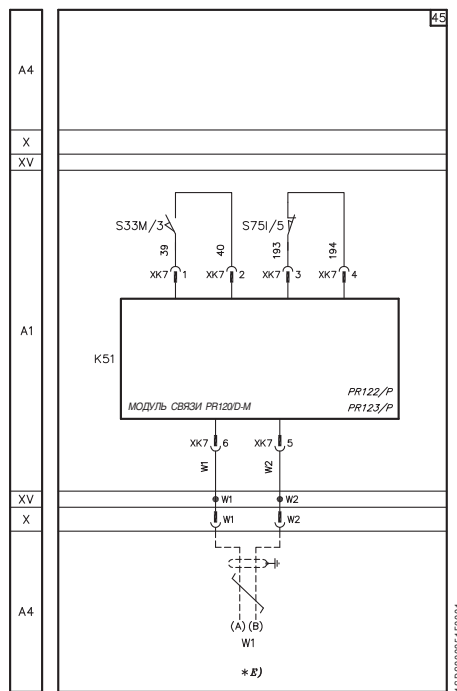 45
A4
X
XV
S33M/3
S75I/5
39
40
193
194
XK7 1
XK7 2
XK7 3
XK7 4
A1
K51
PR122/P
МОДУЛЬ СВЯЗИ PR120/D-M
PR123/P
XK7 6
XK7 5
W1
W2
XV
W1
W2
X
W1
W2
A4
(A) (B)
W1
*E)